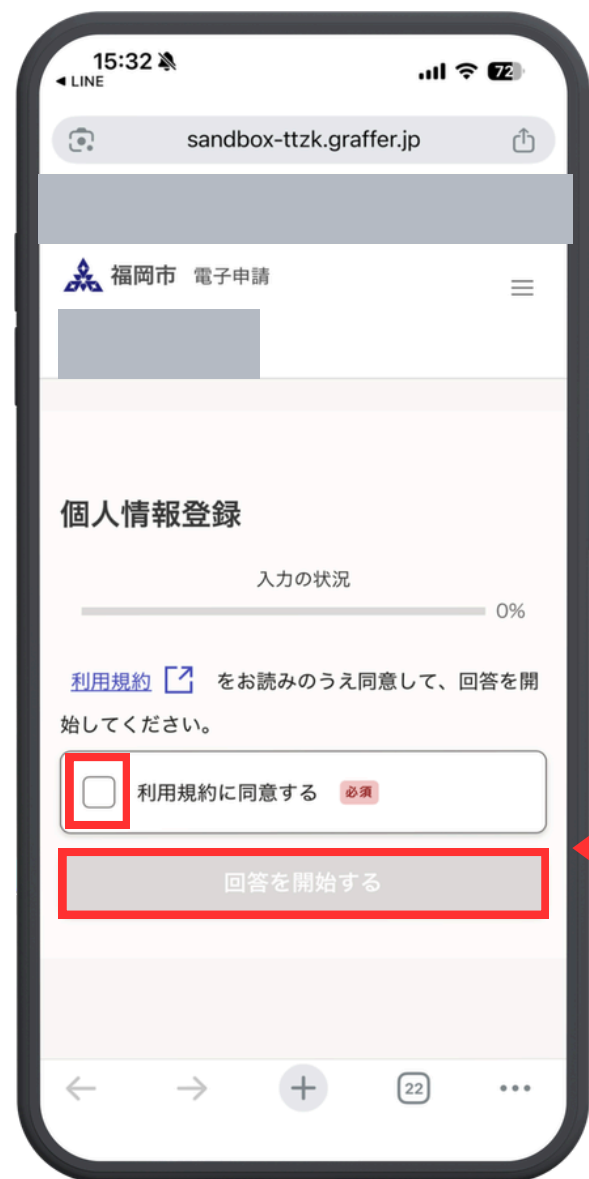 15:32
◀ LINE
72
sandbox-ttzk.graffer.jp
福岡市 電子申請
個人情報登録
入力の状況
0%
利用規約 をお読みのうえ同意して、回答を開
始してください。
利用規約に同意する 必須
回答を開始する
22